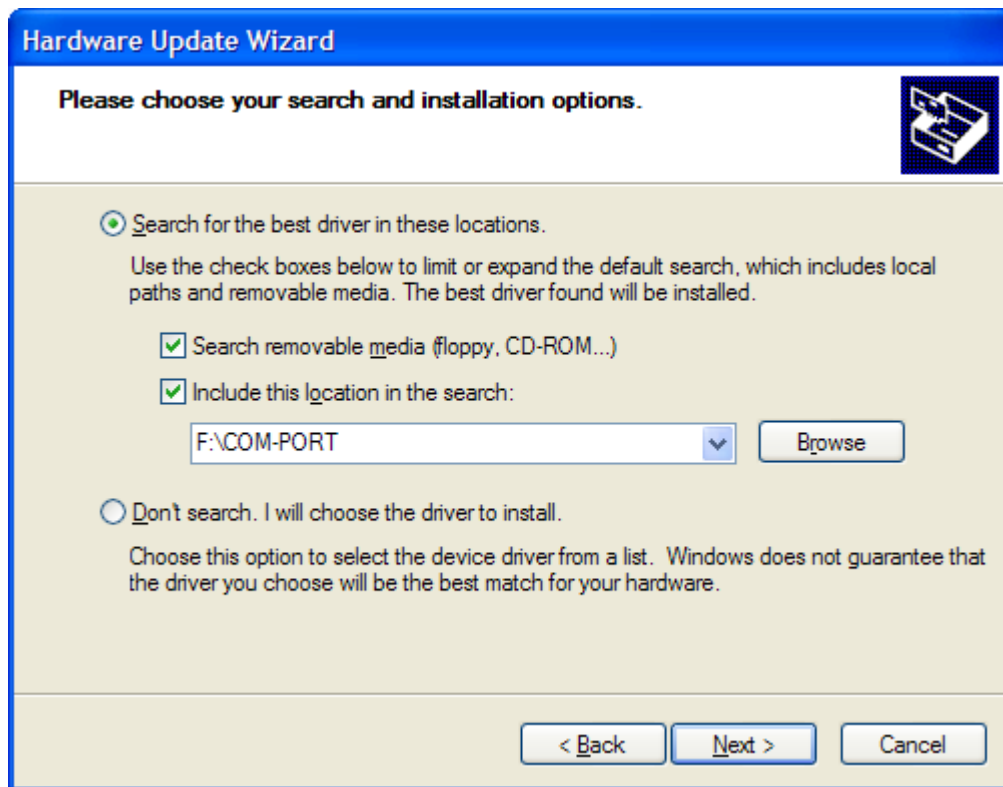 Hardware Update Wizard
Please choose your search and installation options.
Search for the best driver in these locations.
Use the check boxes below to limit or expand the default search, which includes local
paths and removable media. The best driver found will be installed.
Search removable media (floppy, CD-ROM...)
Include this location in the search:
F:\COM-PORT
Browse
Don't search. I will choose the driver to install.
Choose this option to select the device driver from a list. Windows does not guarantee that
the driver you choose will be the best match for your hardware.
< Back Next > Cancel